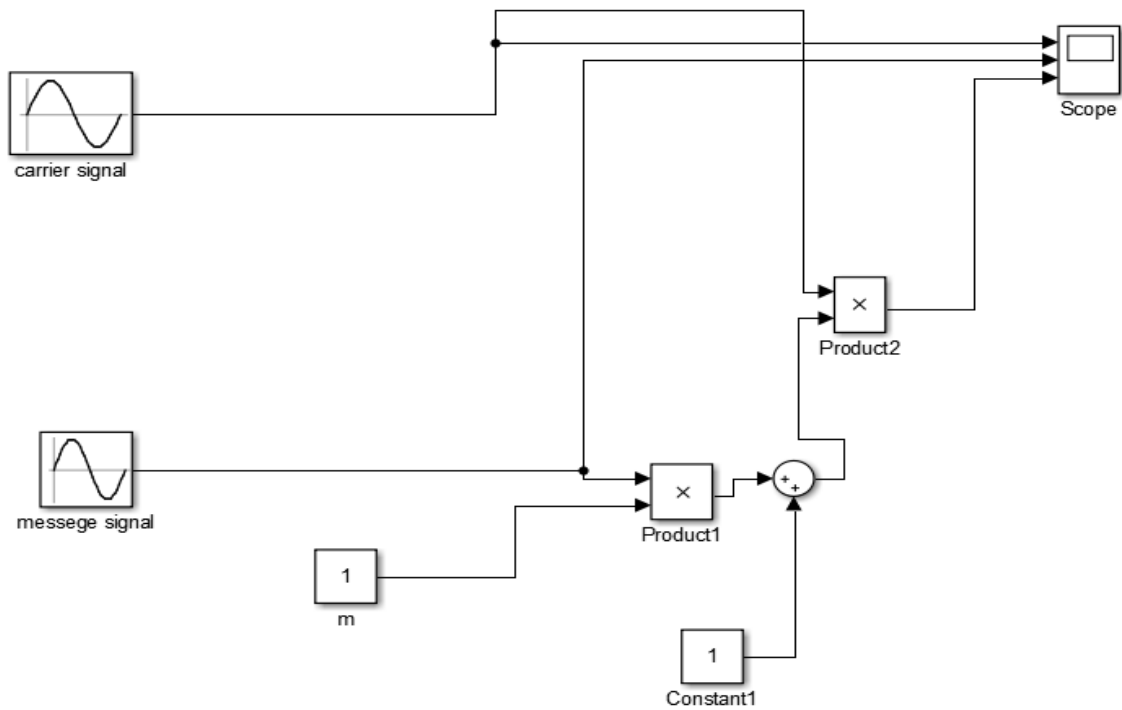 Scope
carrier signal
×
Product2
messege signal
×
+
+
Product1
1
m
1
Constant1